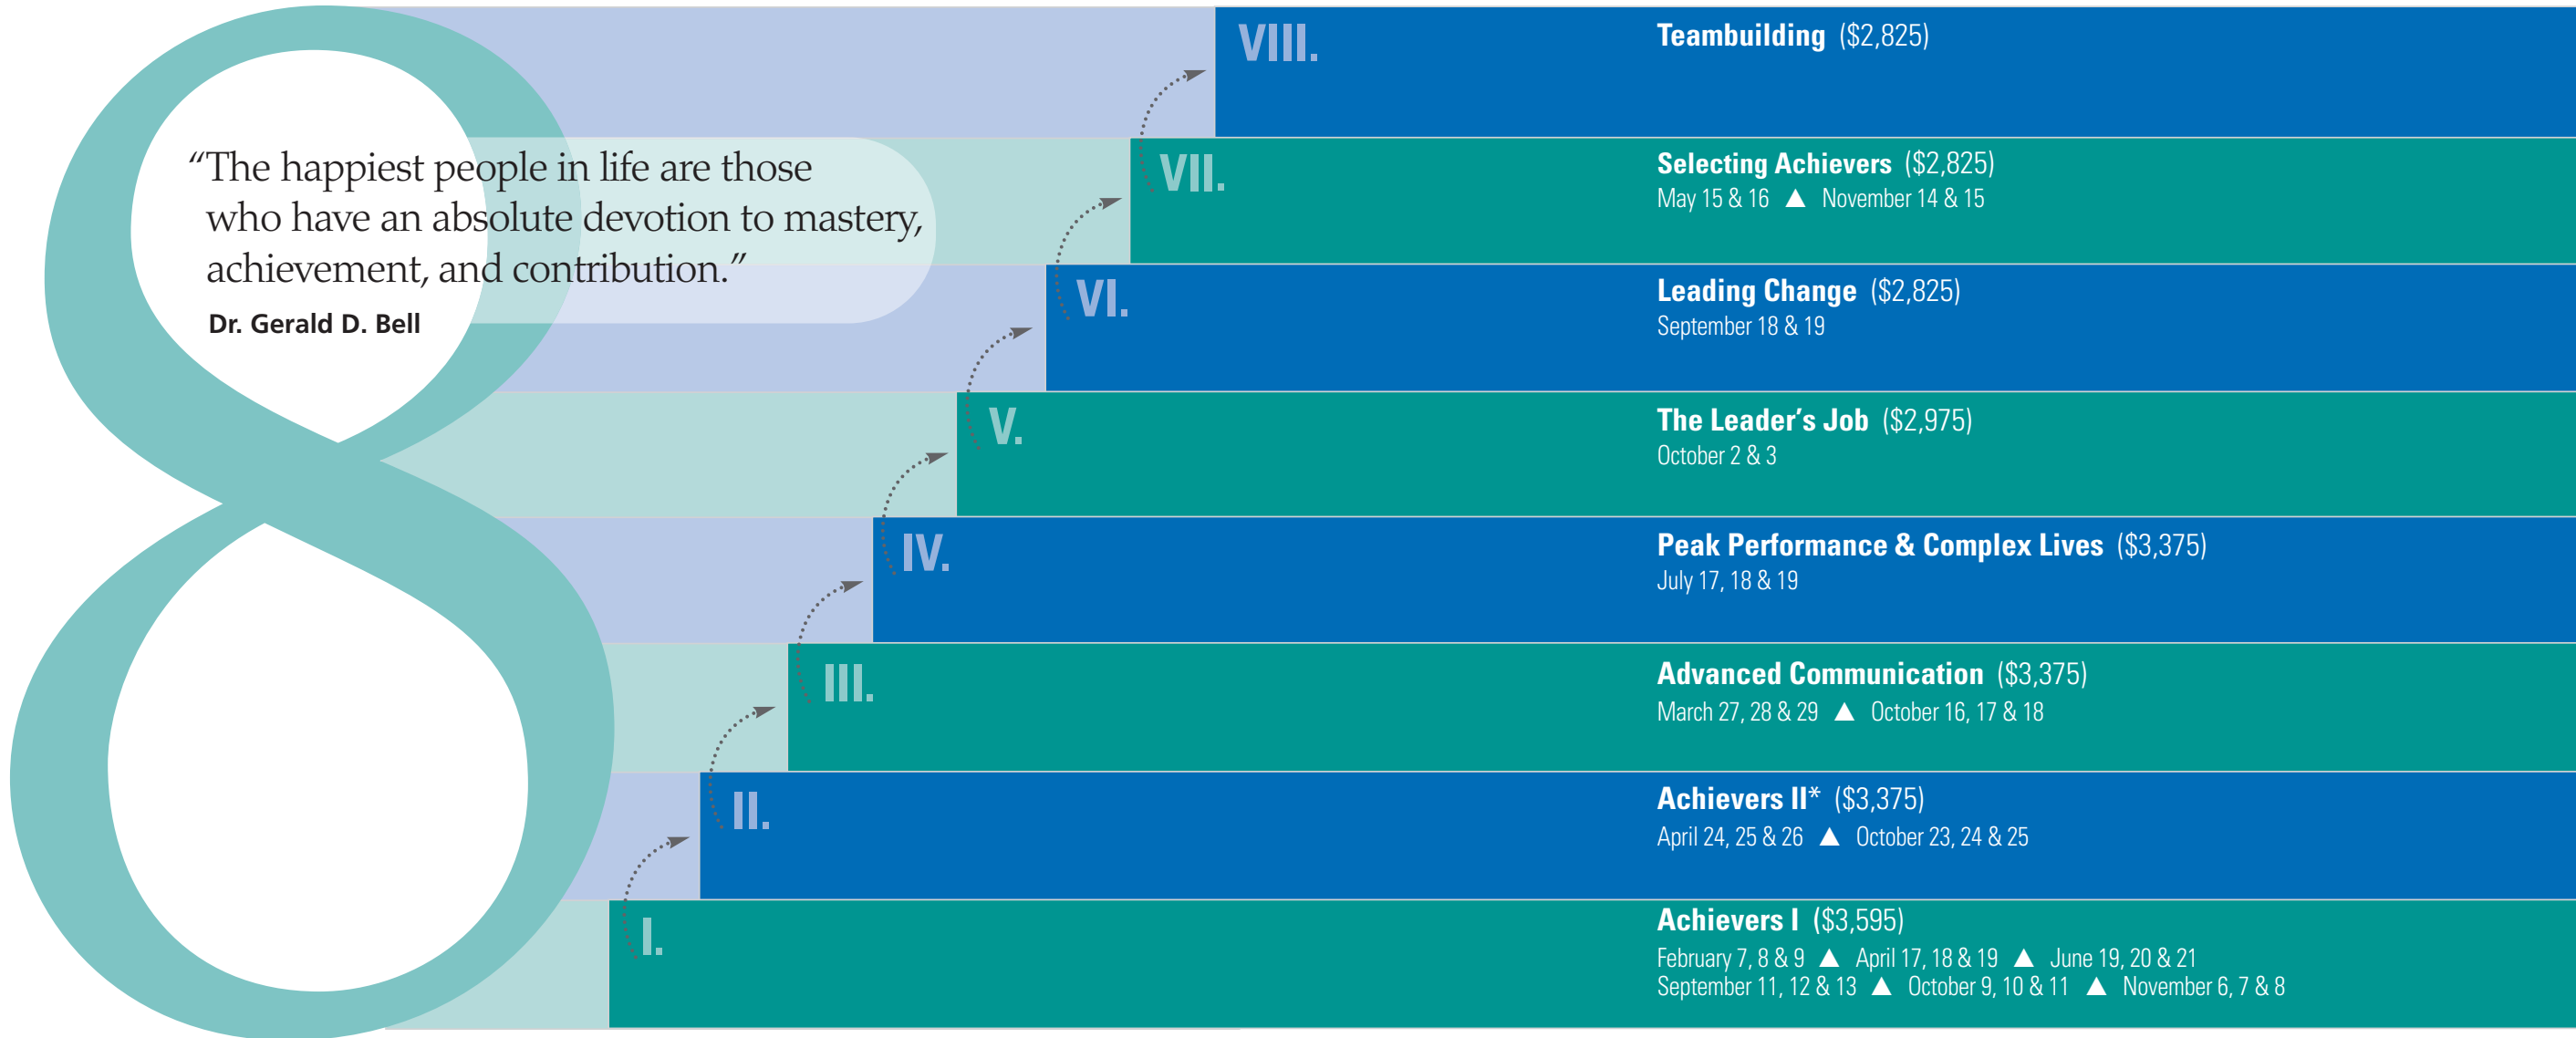 8
“The happiest people in life are those
who have an absolute devotion to mastery,
achievement, and contribution.”
Dr. Gerald D. Bell
VIII.
Teambuilding ($2,825)
VII.
Selecting Achievers ($2,825)
May 15 & 16 ▲ November 14 & 15
VI.
Leading Change ($2,825)
September 18 & 19
V.
The Leader’s Job ($2,975)
October 2 & 3
IV.
Peak Performance & Complex Lives ($3,375)
July 17, 18 & 19
III.
Advanced Communication ($3,375)
March 27, 28 & 29 ▲ October 16, 17 & 18
II.
Achievers II* ($3,375)
April 24, 25 & 26 ▲ October 23, 24 & 25
I.
Achievers I ($3,595)
February 7, 8 & 9 ▲ April 17, 18 & 19 ▲ June 19, 20 & 21
September 11, 12 & 13 ▲ October 9, 10 & 11 ▲ November 6, 7 & 8